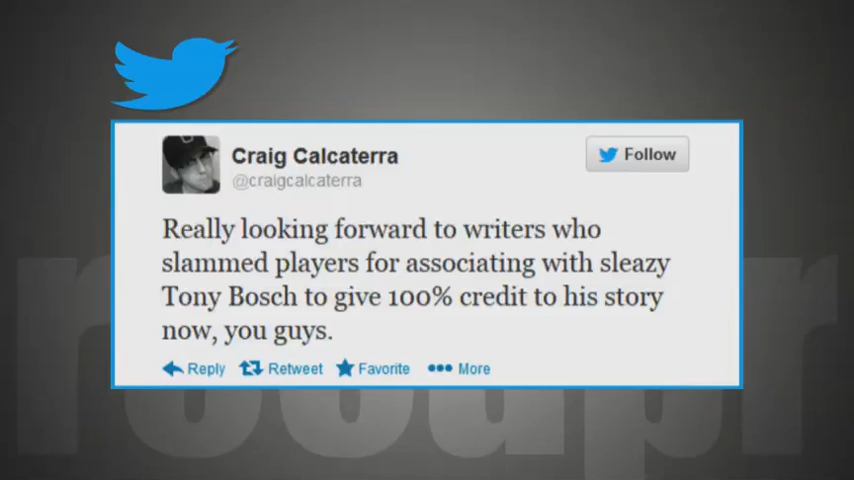 Craig Calcaterra
Follow
@craigcalcaterra
Really looking forward to writers who
slammed players for associating with sleazy
Tony Bosch to give 100% credit to his story
now, you guys.
Reply Retweet Favorite More